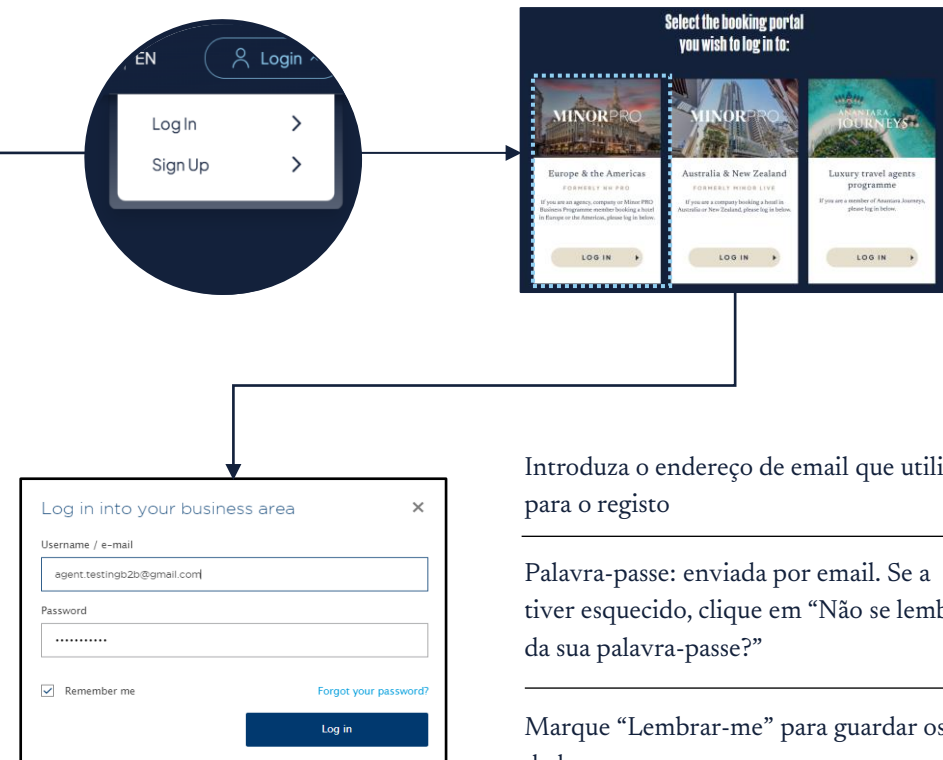 EN
Login
Log In
Sign Up
Select the booking portal
you wish to log in to:
MINOR PRO
Europe & the Americas
FORMERLY NH PRO
If you are an agency, company or Minor PRO
Business Programme member booking a hotel
in Europe or the Americas, please log in below.
LOG IN
MINOR PRO
Australia & New Zealand
FORMERLY MINOR LIVE
If you are a company booking a hotel in
Australia or New Zealand, please log in below.
LOG IN
ANANTARA
JOURNEYS
Luxury travel agents
programme
If you are a member of Anantara Journeys,
please log in below.
LOG IN
Log in into your business area
Username / e-mail
agent.testingb2b@gmail.com
Password
•••••••••••
Remember me
Forgot your password?
Log in
Introduza o endereço de email que utili
para o registo
Palavra-passe: enviada por email. Se a
tiver esquecido, clique em “Não se lemb
da sua palavra-passe?”
Marque “Lembrar-me” para guardar os